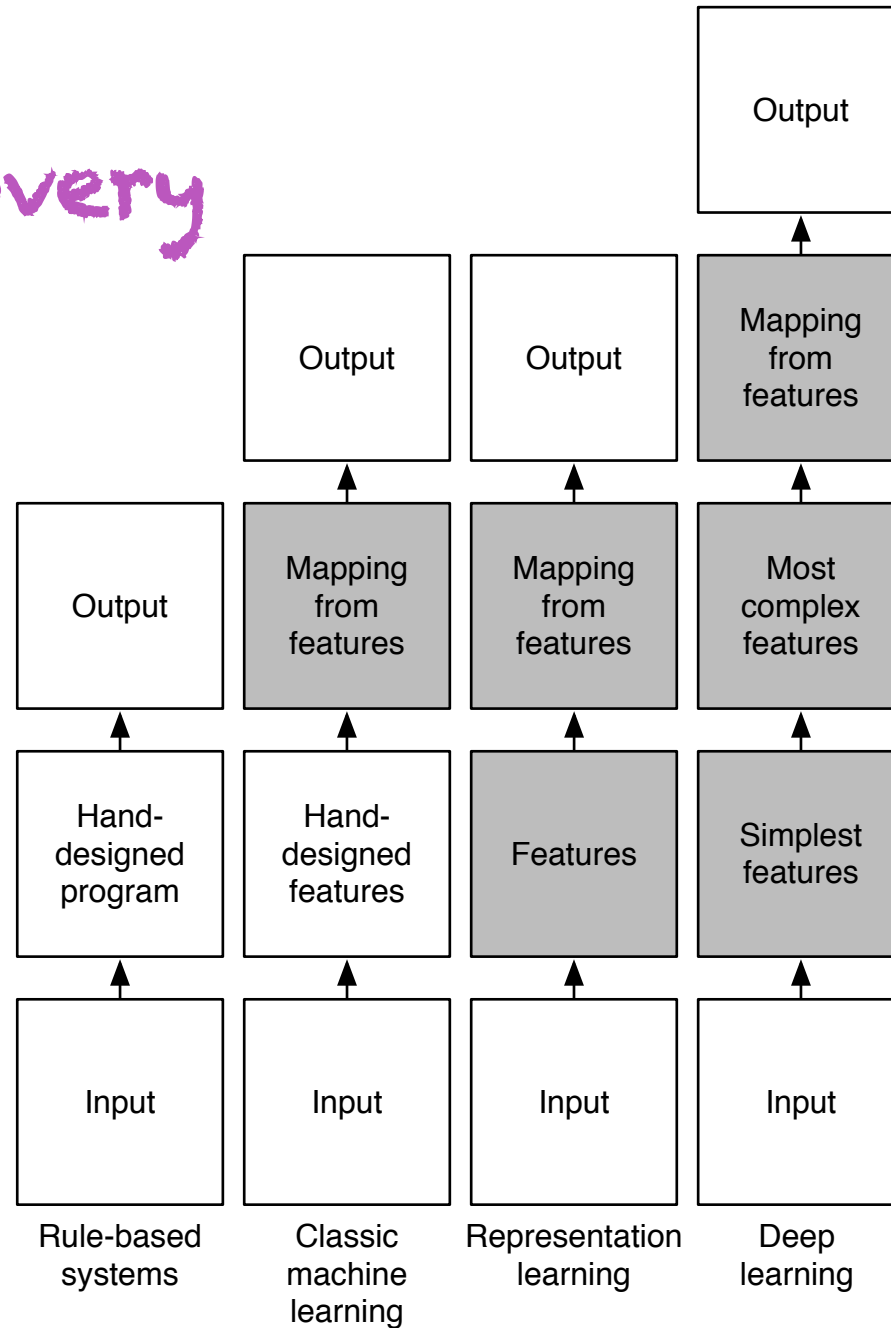 very
Output
Hand-
designed
program
Input
Rule-based
systems
Output
Mapping
from
features
Hand-
designed
features
Input
Classic
machine
learning
Output
Mapping
from
features
Features
Input
Representation
learning
Output
Mapping
from
features
Most
complex
features
Simplest
features
Input
Deep
learning